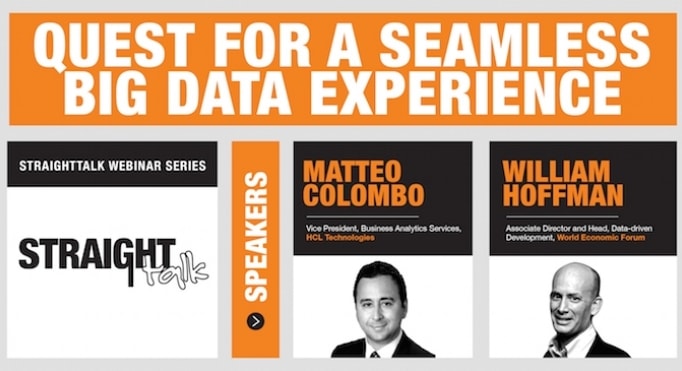 QUEST FOR A SEAMLESS
BIG DATA EXPERIENCE
STRAIGHTTALK WEBINAR SERIES
STRAIGHT
talk
SPEAKERS
MATTEO
COLOMBO
Vice President, Business Analytics Services,
HCL Technologies
WILLIAM
HOFFMAN
Associate Director and Head, Data-driven
Development, World Economic Forum